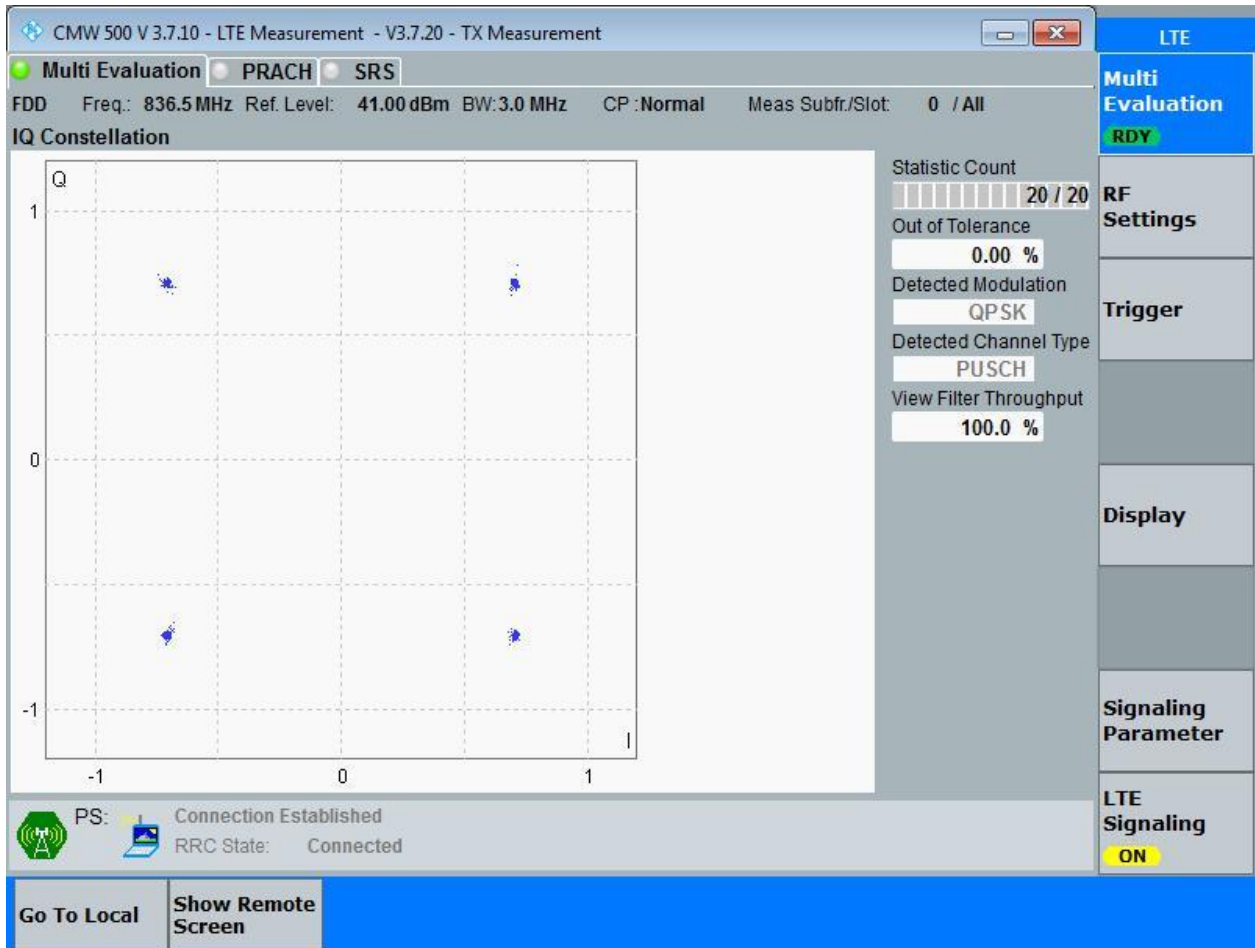 CMW 500 V 3.7.10 - LTE Measurement - V3.7.20 - TX Measurement
LTE
Multi Evaluation PRACH SRS
FDD Freq.: 836.5 MHz Ref. Level: 41.00 dBm BW: 3.0 MHz CP : Normal Meas Subfr./Slot: 0 / All
IQ Constellation
Q
1
0
-1
I
-1 0 1
Statistic Count
20 / 20
Out of Tolerance
0.00 %
Detected Modulation
QPSK
Detected Channel Type
PUSCH
View Filter Throughput
100.0 %
Multi
Evaluation
RDY
RF
Settings
Trigger
Display
Signaling
Parameter
LTE
Signaling
ON
PS: Connection Established
RRC State: Connected
Go To Local
Show Remote
Screen